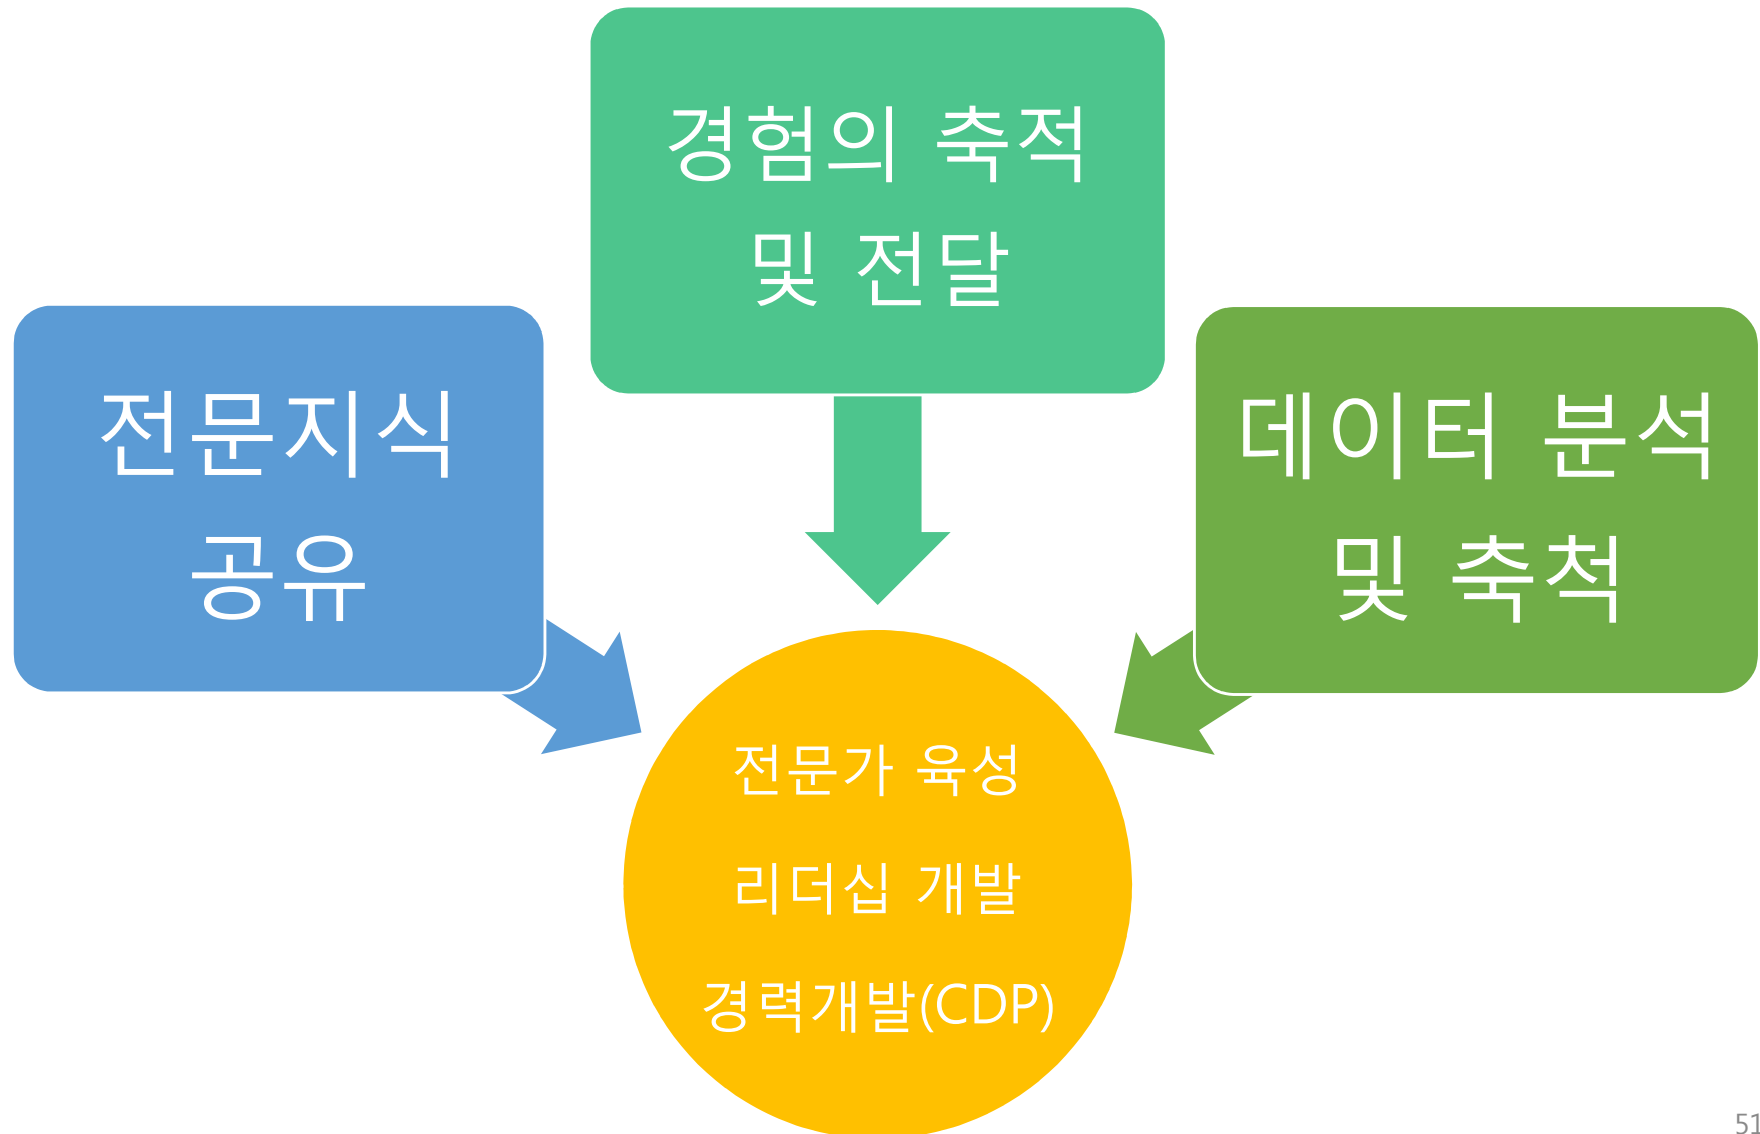 경험의 축적
및 전달
전문지식
공유
데이터 분석
및 축척
전문가 육성
리더십 개발
경력개발(CDP)
51